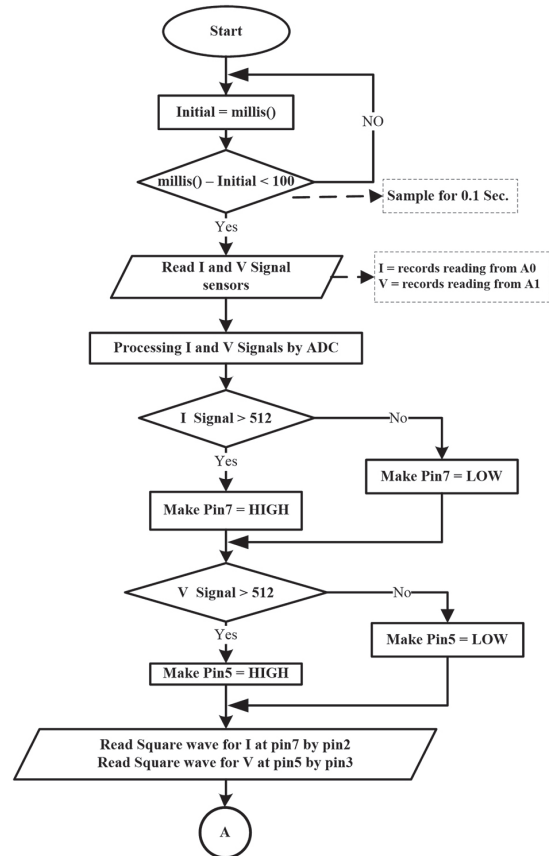 Start
Initial = millis()
NO
millis() – Initial < 100
Sample for 0.1 Sec.
Yes
Read I and V Signal
sensors
I = records reading from A0
V = records reading from A1
Processing I and V Signals by ADC
I Signal > 512
No
Yes
Make Pin7 = LOW
Make Pin7 = HIGH
V Signal > 512
No
Yes
Make Pin5 = LOW
Make Pin5 = HIGH
Read Square wave for I at pin7 by pin2
Read Square wave for V at pin5 by pin3
A